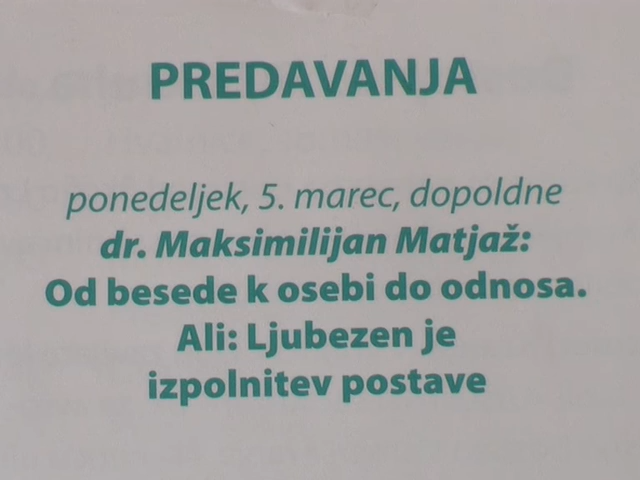 PREDAVANJA
ponedeljek, 5. marec, dopoldne
dr. Maksimilijan Matjaž:
Od besede k osebi do odnosa.
Ali: Ljubezen je
izpolnitev postave